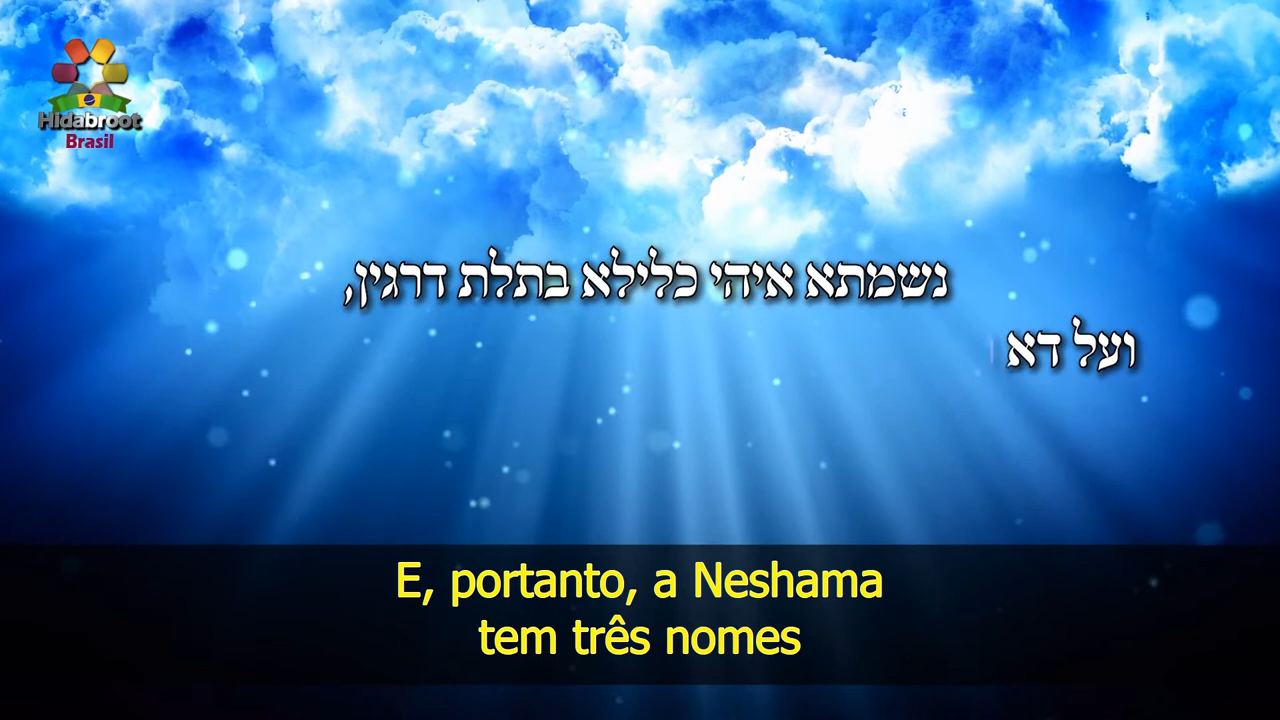 Hidabroot
Brasil
נשמתא איהי כלילא בתלת דרגין,
ועל דא
E, portanto, a Neshama
tem três nomes